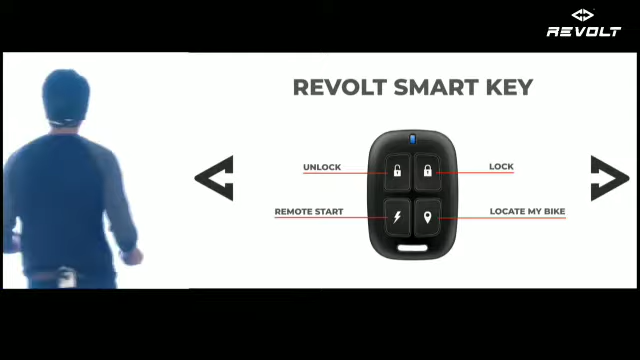 REVOLT
REVOLT SMART KEY
UNLOCK
LOCK
REMOTE START
LOCATE MY BIKE